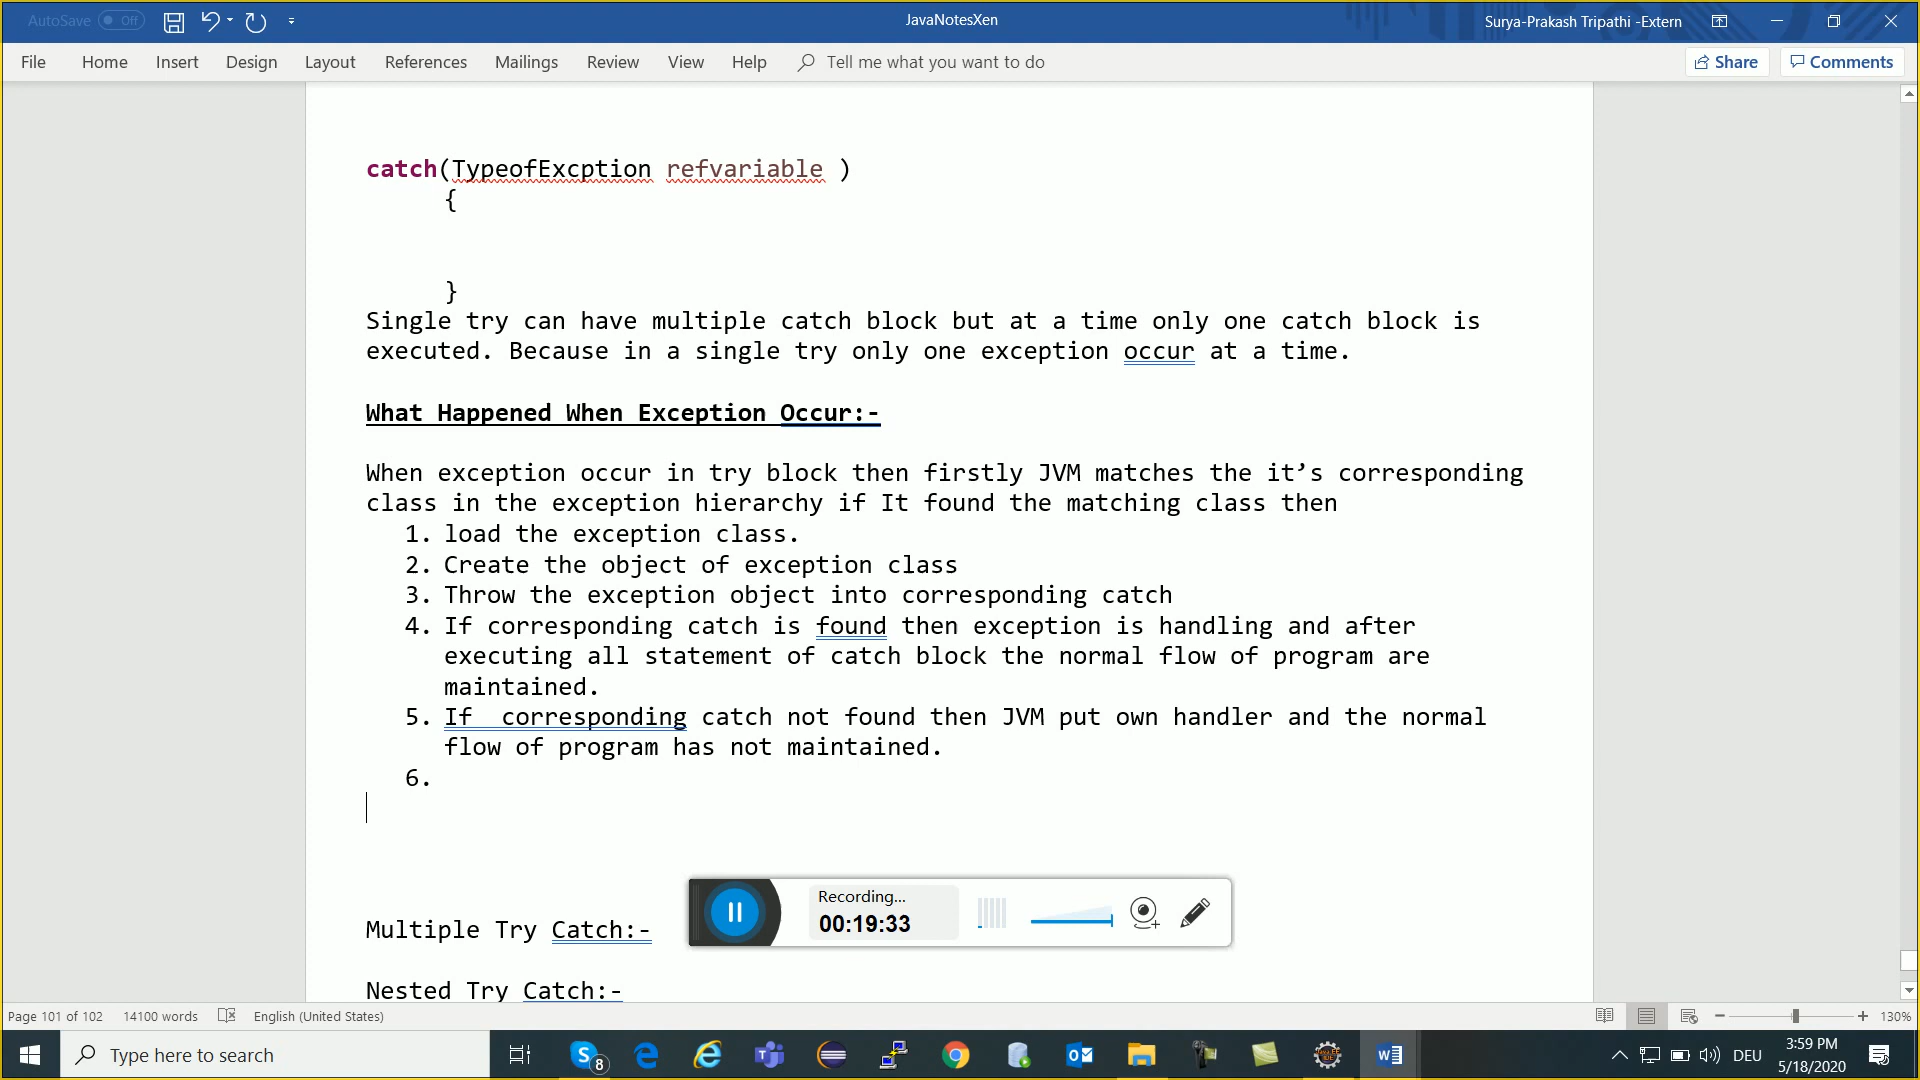 AutoSave Off JavaNotesXen Surya-Prakash Tripathi -Extern
File Home Insert Design Layout References Mailings Review View Help Tell me what you want to do Share Comments
catch(TypeofExcption refvariable )
{
}
Single try can have multiple catch block but at a time only one catch block is
executed. Because in a single try only one exception occur at a time.
What Happened When Exception Occur:-
When exception occur in try block then firstly JVM matches the it’s corresponding
class in the exception hierarchy if It found the matching class then
1. load the exception class.
2. Create the object of exception class
3. Throw the exception object into corresponding catch
4. If corresponding catch is found then exception is handling and after
executing all statement of catch block the normal flow of program are
maintained.
5. If  corresponding catch not found then JVM put own handler and the normal
flow of program has not maintained.
6.
Recording...
00:19:33
Multiple Try Catch:-
Nested Try Catch:-
Page 101 of 102 14100 words English (United States) 130%
Type here to search 8 DEU 3:59 PM
5/18/2020